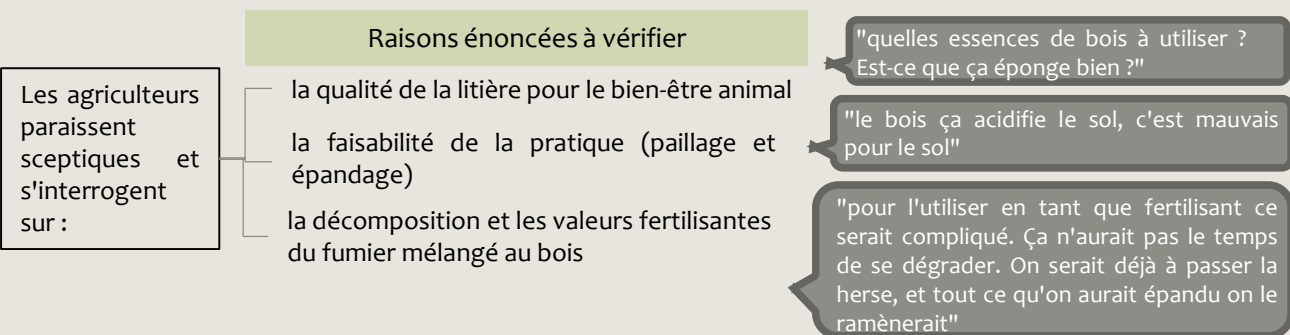 Raisons énoncées à vérifier
Les agriculteurs
paraissent
sceptiques et
s'interrogent
sur :
la qualité de la litière pour le bien-être animal
la faisabilité de la pratique (paillage et
épandage)
la décomposition et les valeurs fertilisantes
du fumier mélangé au bois
"quelles essences de bois à utiliser ?
Est-ce que ça éponge bien ?"
"le bois ça acidifie le sol, c'est mauvais
pour le sol"
"pour l'utiliser en tant que fertilisant ce
serait compliqué. Ça n'aurait pas le temps
de se dégrader. On serait déjà à passer la
herse, et tout ce qu'on aurait épandu on le
ramènerait"